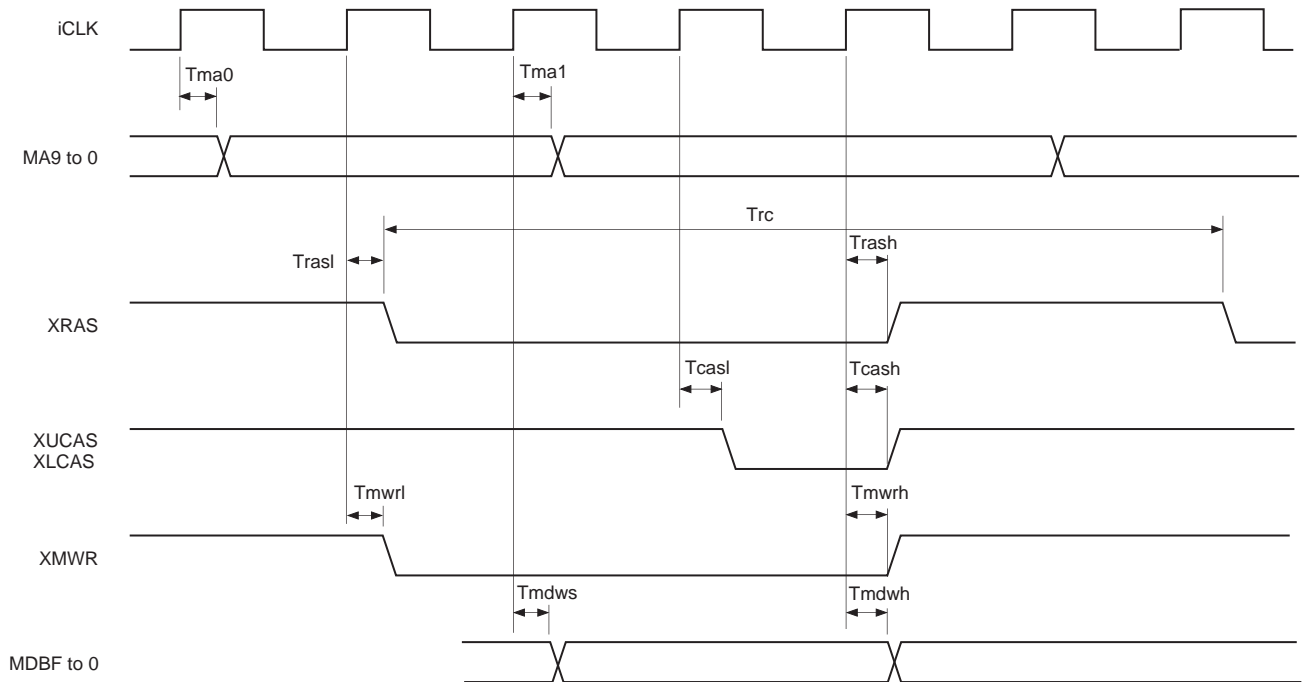 iCLK
Tma0
Tma1
MA9 to 0
Trc
Trasl
Trash
XRAS
Tcasl
Tcash
XUCAS
XLCAS
Tmwrl
Tmwrh
XMWR
Tmdws
Tmdwh
MDBF to 0